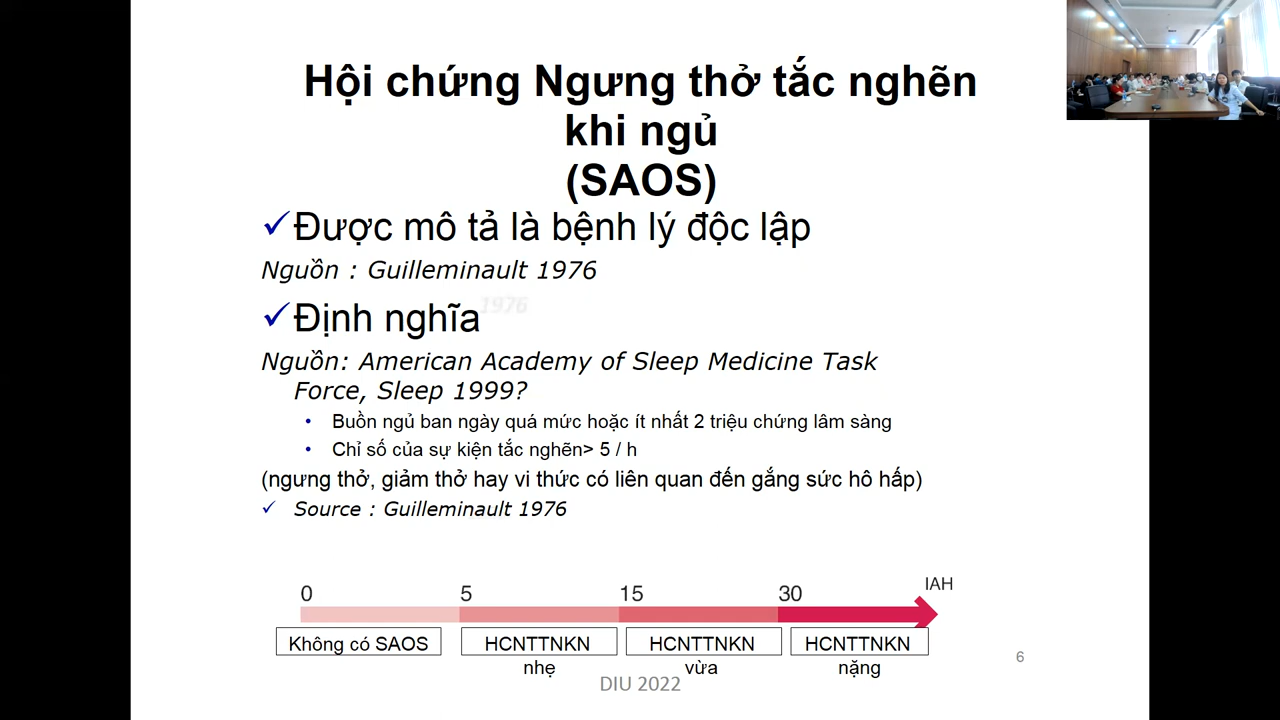 Hội chứng Ngưng thở tắc nghẽn
khi ngủ
(SAOS)
✓Được mô tả là bệnh lý độc lập
Nguồn : Guilleminault 1976
1976
✓Định nghĩa
Nguồn: American Academy of Sleep Medicine Task
Force, Sleep 1999?
• Buồn ngủ ban ngày quá mức hoặc ít nhất 2 triệu chứng lâm sàng
• Chỉ số của sự kiện tắc nghẽn> 5 / h
(ngưng thở, giảm thở hay vi thức có liên quan đến gắng sức hô hấp)
✓ Source : Guilleminault 1976
0 5 15 30 IAH
Không có SAOS HCNTTNKN HCNTTNKN HCNTTNKN
nhẹ vừa nặng
6
DIU 2022